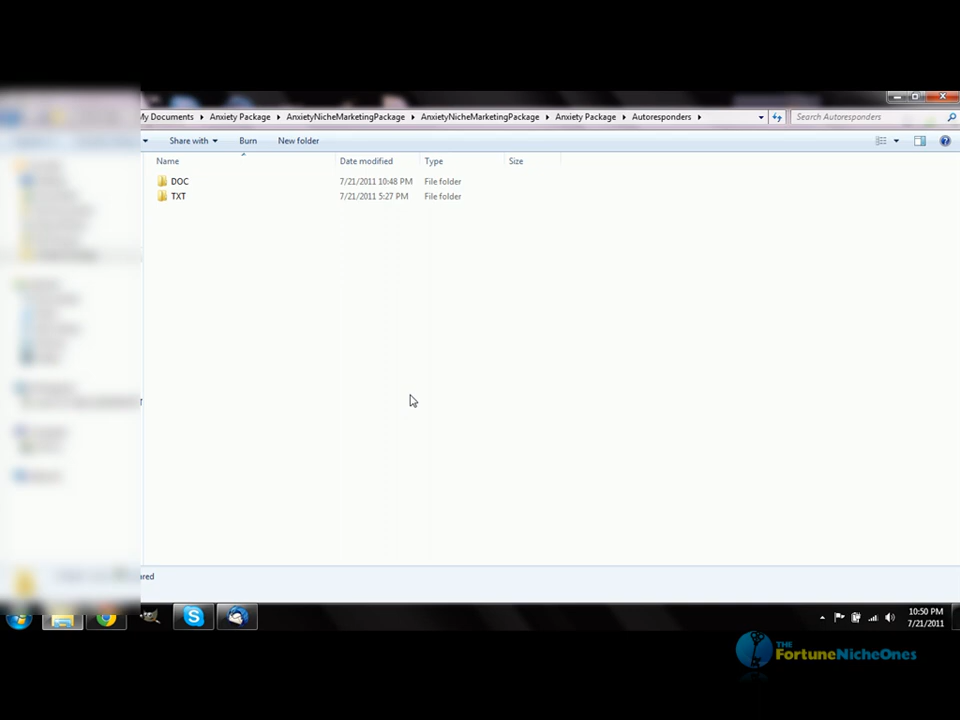 My Documents Anxiety Package AnxietyNicheMarketingPackage AnxietyNicheMarketingPackage Anxiety Package Autoresponders Search Autoresponders
Share with Burn New folder
Name Date modified Type Size
DOC 7/21/2011 10:48 PM File folder
TXT 7/21/2011 5:27 PM File folder
ared
10:50 PM
7/21/2011
THE
FortuneNicheOnes